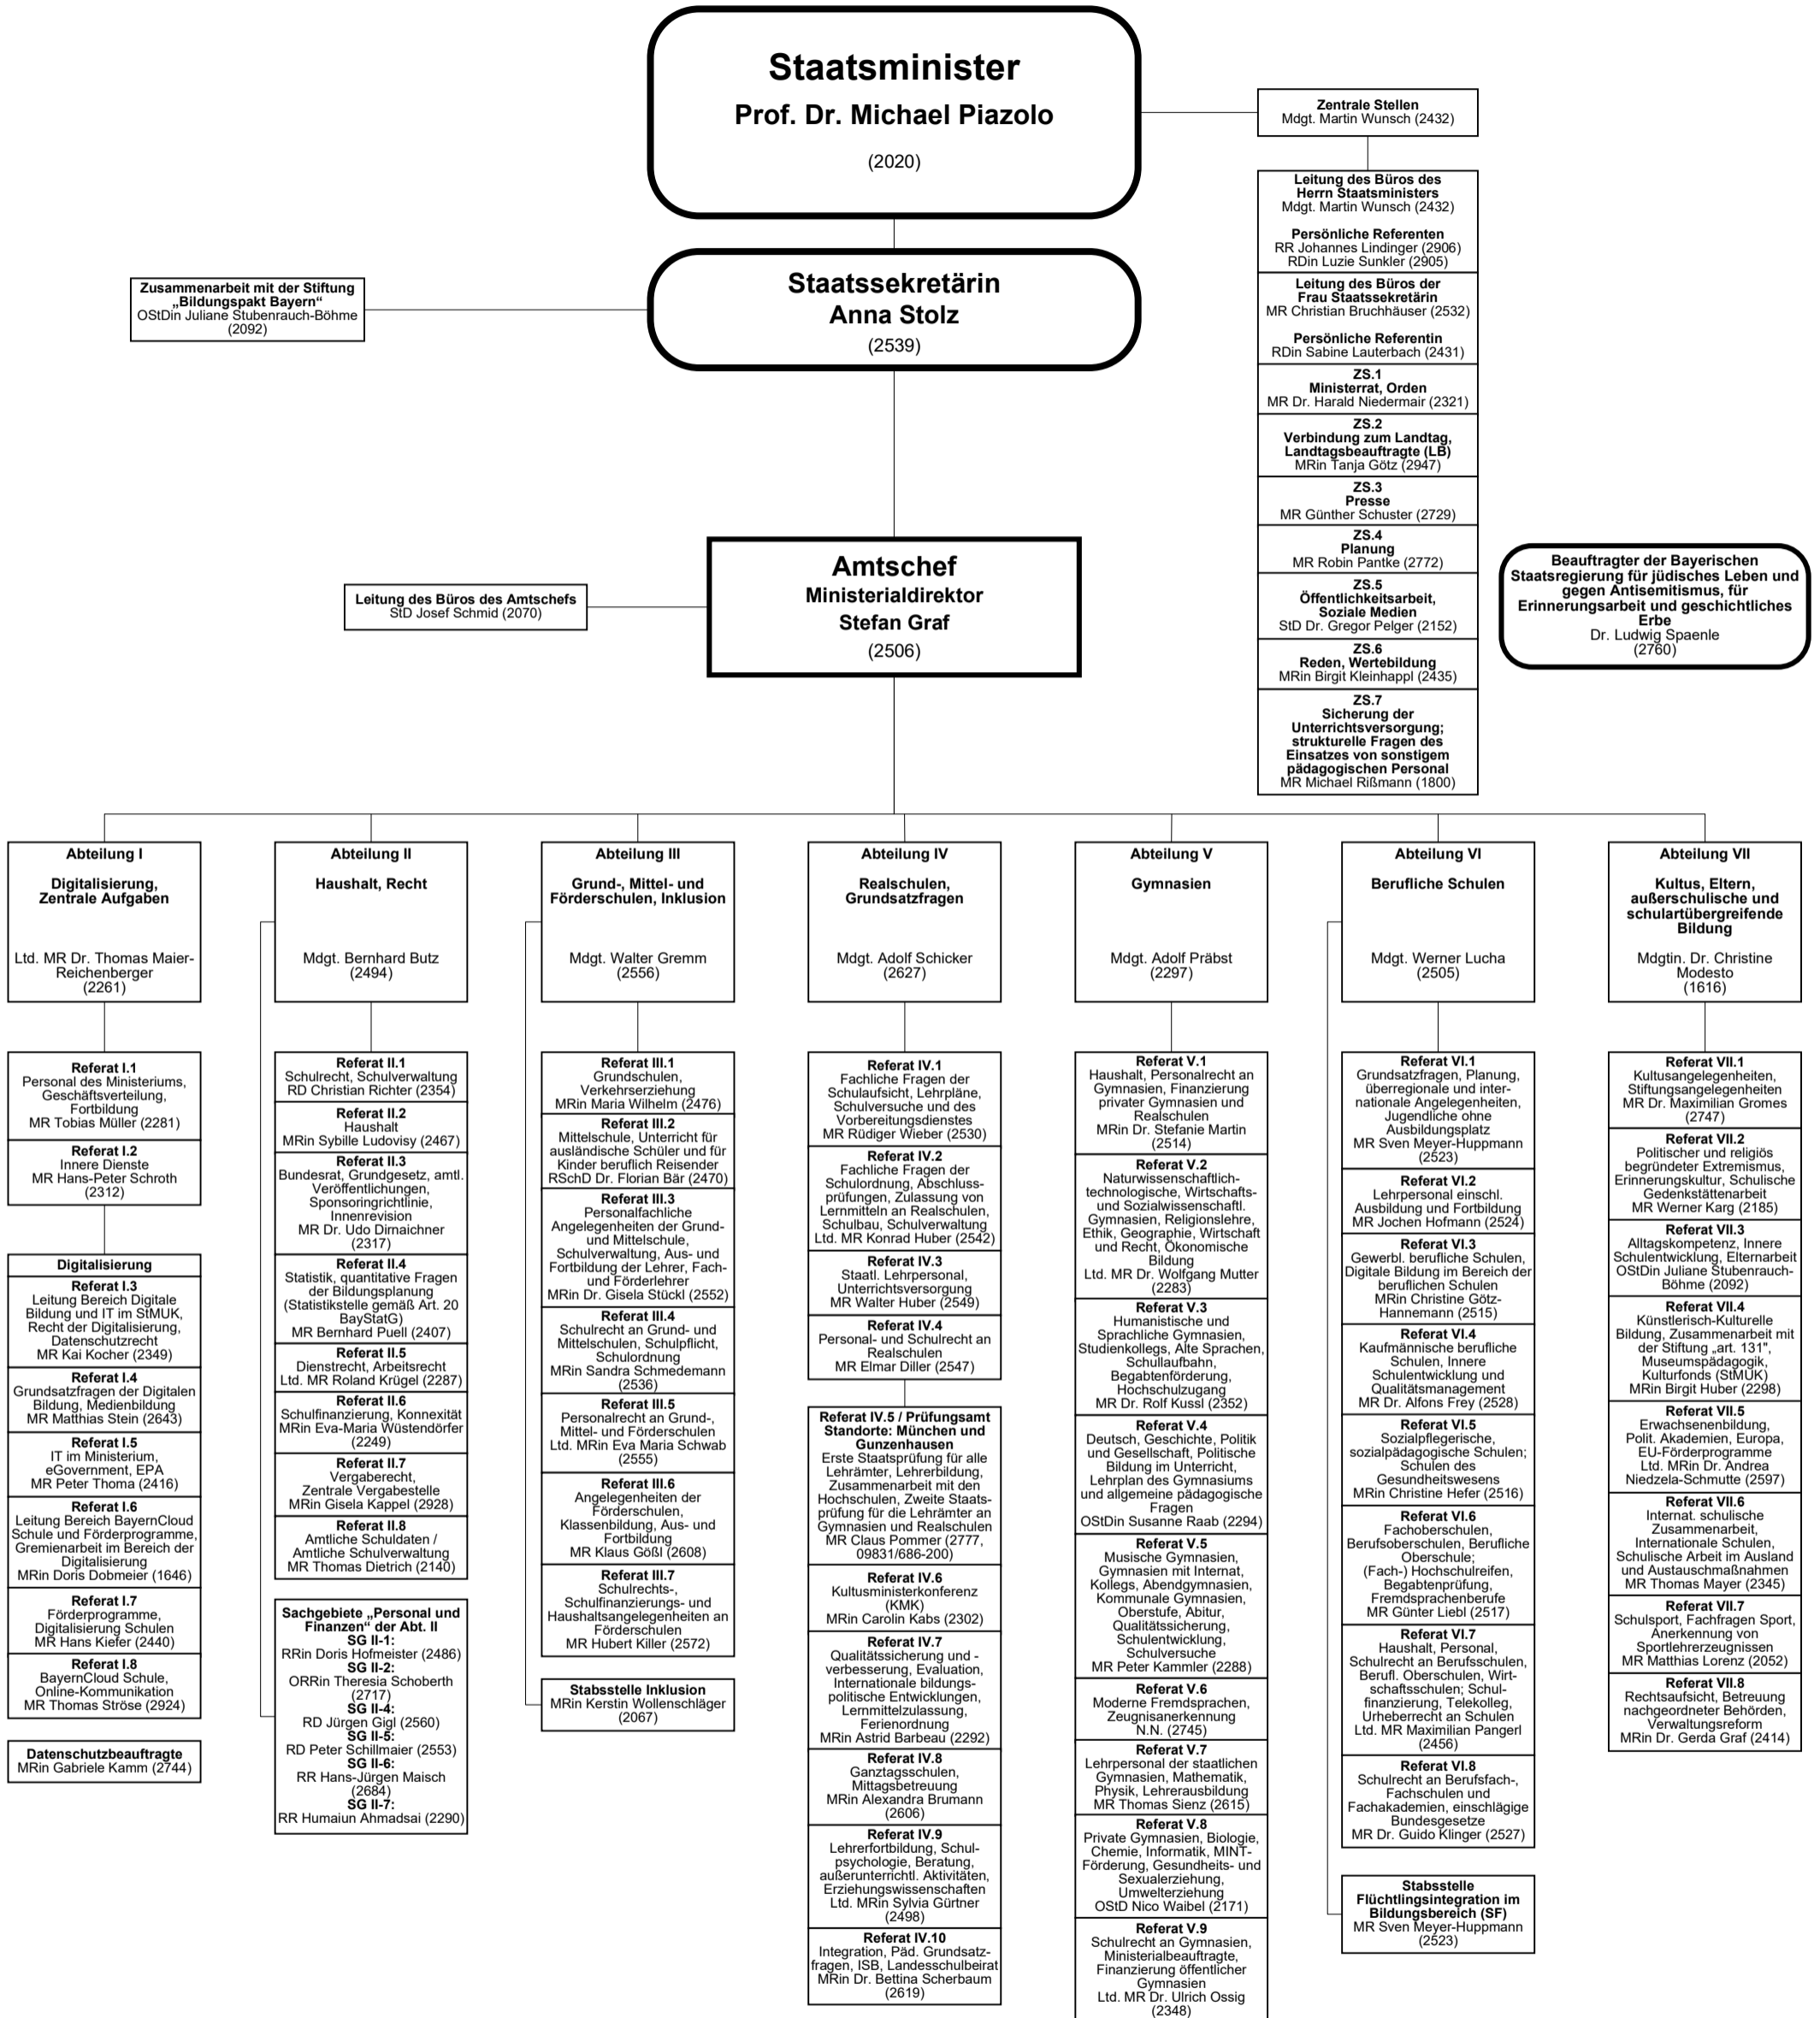 Staatsminister
Prof. Dr. Michael Piazolo
(2020)
Zentrale Stellen
Mdgt. Martin Wunsch (2432)
Leitung des Büros des
Herrn Staatsministers
Mdgt. Martin Wunsch (2432)
Persönliche Referenten
RR Johannes Lindinger (2906)
RDin Luzie Sunkler (2905)
Leitung des Büros der
Frau Staatssekretärin
MR Christian Bruchhäuser (2532)
Persönliche Referentin
RDin Sabine Lauterbach (2431)
ZS.1
Ministerrat, Orden
MR Dr. Harald Niedermair (2321)
ZS.2
Verbindung zum Landtag,
Landtagsbeauftragte (LB)
MRin Tanja Götz (2947)
ZS.3
Presse
MR Günther Schuster (2729)
ZS.4
Planung
MR Robin Pantke (2772)
ZS.5
Öffentlichkeitsarbeit,
Soziale Medien
StD Dr. Gregor Pelger (2152)
ZS.6
Reden, Wertebildung
MRin Birgit Kleinhappl (2435)
ZS.7
Sicherung der
Unterrichtsversorgung;
strukturelle Fragen des
Einsatzes von sonstigem
pädagogischen Personal
MR Michael Rißmann (1800)
Staatssekretärin
Anna Stolz
(2539)
Zusammenarbeit mit der Stiftung
„Bildungspakt Bayern“
OStDin Juliane Stubenrauch-Böhme
(2092)
Amtschef
Ministerialdirektor
Stefan Graf
(2506)
Leitung des Büros des Amtschefs
StD Josef Schmid (2070)
Beauftragter der Bayerischen
Staatsregierung für jüdisches Leben und
gegen Antisemitismus, für
Erinnerungsarbeit und geschichtliches
Erbe
Dr. Ludwig Spaenle
(2760)
Abteilung I
Digitalisierung,
Zentrale Aufgaben
Ltd. MR Dr. Thomas Maier-
Reichenberger
(2261)
Referat I.1
Personal des Ministeriums,
Geschäftsverteilung,
Fortbildung
MR Tobias Müller (2281)
Referat I.2
Innere Dienste
MR Hans-Peter Schroth
(2312)
Digitalisierung
Referat I.3
Leitung Bereich Digitale
Bildung und IT im StMUK,
Recht der Digitalisierung,
Datenschutzrecht
MR Kai Kocher (2349)
Referat I.4
Grundsatzfragen der Digitalen
Bildung, Medienbildung
MR Matthias Stein (2643)
Referat I.5
IT im Ministerium,
eGovernment, EPA
MR Peter Thoma (2416)
Referat I.6
Leitung Bereich BayernCloud
Schule und Förderprogramme,
Gremienarbeit im Bereich der
Digitalisierung
MRin Doris Dobmeier (1646)
Referat I.7
Förderprogramme,
Digitalisierung Schulen
MR Hans Kiefer (2440)
Referat I.8
BayernCloud Schule,
Online-Kommunikation
MR Thomas Ströse (2924)
Datenschutzbeauftragte
MRin Gabriele Kamm (2744)
Abteilung II
Haushalt, Recht
Mdgt. Bernhard Butz
(2494)
Referat II.1
Schulrecht, Schulverwaltung
RD Christian Richter (2354)
Referat II.2
Haushalt
MRin Sybille Ludovisy (2467)
Referat II.3
Bundesrat, Grundgesetz, amtl.
Veröffentlichungen,
Sponsoringrichtlinie,
Innenrevision
MR Dr. Udo Dirnaichner
(2317)
Referat II.4
Statistik, quantitative Fragen
der Bildungsplanung
(Statistikstelle gemäß Art. 20
BayStatG)
MR Bernhard Puell (2407)
Referat II.5
Dienstrecht, Arbeitsrecht
Ltd. MR Roland Krügel (2287)
Referat II.6
Schulfinanzierung, Konnexität
MRin Eva-Maria Wüstendörfer
(2249)
Referat II.7
Vergaberecht,
Zentrale Vergabestelle
MRin Gisela Kappel (2928)
Referat II.8
Amtliche Schuldaten /
Amtliche Schulverwaltung
MR Thomas Dietrich (2140)
Sachgebiete „Personal und
Finanzen“ der Abt. II
SG II-1:
RRin Doris Hofmeister (2486)
SG II-2:
ORRin Theresia Schoberth
(2717)
SG II-4:
RD Jürgen Gigl (2560)
SG II-5:
RD Peter Schillmaier (2553)
SG II-6:
RR Hans-Jürgen Maisch
(2684)
SG II-7:
RR Humaiun Ahmadsai (2290)
Abteilung III
Grund-, Mittel- und
Förderschulen, Inklusion
Mdgt. Walter Gremm
(2556)
Referat III.1
Grundschulen,
Verkehrserziehung
MRin Maria Wilhelm (2476)
Referat III.2
Mittelschule, Unterricht für
ausländische Schüler und für
Kinder beruflich Reisender
RSchD Dr. Florian Bär (2470)
Referat III.3
Personalfachliche
Angelegenheiten der Grund-
und Mittelschule,
Schulverwaltung, Aus- und
Fortbildung der Lehrer, Fach-
und Förderlehrer
MRin Dr. Gisela Stückl (2552)
Referat III.4
Schulrecht an Grund- und
Mittelschulen, Schulpflicht,
Schulordnung
MRin Sandra Schmedemann
(2536)
Referat III.5
Personalrecht an Grund-,
Mittel- und Förderschulen
Ltd. MRin Eva Maria Schwab
(2555)
Referat III.6
Angelegenheiten der
Förderschulen,
Klassenbildung, Aus- und
Fortbildung
MR Klaus Gößl (2608)
Referat III.7
Schulrechts-,
Schulfinanzierungs- und
Haushaltsangelegenheiten an
Förderschulen
MR Hubert Killer (2572)
Stabsstelle Inklusion
MRin Kerstin Wollenschläger
(2067)
Abteilung IV
Realschulen,
Grundsatzfragen
Mdgt. Adolf Schicker
(2627)
Referat IV.1
Fachliche Fragen der
Schulaufsicht, Lehrpläne,
Schulversuche und des
Vorbereitungsdienstes
MR Rüdiger Wieber (2530)
Referat IV.2
Fachliche Fragen der
Schulordnung, Abschluss-
prüfungen, Zulassung von
Lernmitteln an Realschulen,
Schulbau, Schulverwaltung
Ltd. MR Konrad Huber (2542)
Referat IV.3
Staatl. Lehrpersonal,
Unterrichtsversorgung
MR Walter Huber (2549)
Referat IV.4
Personal- und Schulrecht an
Realschulen
MR Elmar Diller (2547)
Referat IV.5 / Prüfungsamt
Standorte: München und
Gunzenhausen
Erste Staatsprüfung für alle
Lehrämter, Lehrerbildung,
Zusammenarbeit mit den
Hochschulen, Zweite Staats-
prüfung für die Lehrämter an
Gymnasien und Realschulen
MR Claus Pommer (2777,
09831/686-200)
Referat IV.6
Kultusministerkonferenz
(KMK)
MRin Carolin Kabs (2302)
Referat IV.7
Qualitätssicherung und -
verbesserung, Evaluation,
Internationale bildungs-
politische Entwicklungen,
Lernmittelzulassung,
Ferienordnung
MRin Astrid Barbeau (2292)
Referat IV.8
Ganztagsschulen,
Mittagsbetreuung
MRin Alexandra Brumann
(2606)
Referat IV.9
Lehrerfortbildung, Schul-
psychologie, Beratung,
außerunterrichtl. Aktivitäten,
Erziehungswissenschaften
Ltd. MRin Sylvia Gürtner
(2498)
Referat IV.10
Integration, Päd. Grundsatz-
fragen, ISB, Landesschulbeirat
MRin Dr. Bettina Scherbaum
(2619)
Abteilung V
Gymnasien
Mdgt. Adolf Präbst
(2297)
Referat V.1
Haushalt, Personalrecht an
Gymnasien, Finanzierung
privater Gymnasien und
Realschulen
MRin Dr. Stefanie Martin
(2514)
Referat V.2
Naturwissenschaftlich-
technologische, Wirtschafts-
und Sozialwissenschaftl.
Gymnasien, Religionslehre,
Ethik, Geographie, Wirtschaft
und Recht, Ökonomische
Bildung
Ltd. MR Dr. Wolfgang Mutter
(2283)
Referat V.3
Humanistische und
Sprachliche Gymnasien,
Studienkollegs, Alte Sprachen,
Schullaufbahn,
Begabtenförderung,
Hochschulzugang
MR Dr. Rolf Kussl (2352)
Referat V.4
Deutsch, Geschichte, Politik
und Gesellschaft, Politische
Bildung im Unterricht,
Lehrplan des Gymnasiums
und allgemeine pädagogische
Fragen
OStDin Susanne Raab (2294)
Referat V.5
Musische Gymnasien,
Gymnasien mit Internat,
Kollegs, Abendgymnasien,
Kommunale Gymnasien,
Oberstufe, Abitur,
Qualitätssicherung,
Schulentwicklung,
Schulversuche
MR Peter Kammler (2288)
Referat V.6
Moderne Fremdsprachen,
Zeugnisanerkennung
N.N. (2745)
Referat V.7
Lehrpersonal der staatlichen
Gymnasien, Mathematik,
Physik, Lehrerausbildung
MR Thomas Sienz (2615)
Referat V.8
Private Gymnasien, Biologie,
Chemie, Informatik, MINT-
Förderung, Gesundheits- und
Sexualerziehung,
Umwelterziehung
OStD Nico Waibel (2171)
Referat V.9
Schulrecht an Gymnasien,
Ministerialbeauftragte,
Finanzierung öffentlicher
Gymnasien
Ltd. MR Dr. Ulrich Ossig
(2348)
Abteilung VI
Berufliche Schulen
Mdgt. Werner Lucha
(2505)
Referat VI.1
Grundsatzfragen, Planung,
überregionale und inter-
nationale Angelegenheiten,
Jugendliche ohne
Ausbildungsplatz
MR Sven Meyer-Huppmann
(2523)
Referat VI.2
Lehrpersonal einschl.
Ausbildung und Fortbildung
MR Jochen Hofmann (2524)
Referat VI.3
Gewerbl. berufliche Schulen,
Digitale Bildung im Bereich der
beruflichen Schulen
MRin Christine Götz-
Hannemann (2515)
Referat VI.4
Kaufmännische berufliche
Schulen, Innere
Schulentwicklung und
Qualitätsmanagement
MR Dr. Alfons Frey (2528)
Referat VI.5
Sozialpflegerische,
sozialpädagogische Schulen;
Schulen des
Gesundheitswesens
MRin Christine Hefer (2516)
Referat VI.6
Fachoberschulen,
Berufsoberschulen, Berufliche
Oberschule;
(Fach-) Hochschulreifen,
Begabtenprüfung,
Fremdsprachenberufe
MR Günter Liebl (2517)
Referat VI.7
Haushalt, Personal,
Schulrecht an Berufsschulen,
Berufl. Oberschulen, Wirt-
schaftsschulen; Schul-
finanzierung, Telekolleg,
Urheberrecht an Schulen
Ltd. MR Maximilian Pangerl
(2456)
Referat VI.8
Schulrecht an Berufsfach-,
Fachschulen und
Fachakademien, einschlägige
Bundesgesetze
MR Dr. Guido Klinger (2527)
Stabsstelle
Flüchtlingsintegration im
Bildungsbereich (SF)
MR Sven Meyer-Huppmann
(2523)
Abteilung VII
Kultus, Eltern,
außerschulische und
schulartübergreifende
Bildung
Mdgtin. Dr. Christine
Modesto
(1616)
Referat VII.1
Kultusangelegenheiten,
Stiftungsangelegenheiten
MR Dr. Maximilian Gromes
(2747)
Referat VII.2
Politischer und religiös
begründeter Extremismus,
Erinnerungskultur, Schulische
Gedenkstättenarbeit
MR Werner Karg (2185)
Referat VII.3
Alltagskompetenz, Innere
Schulentwicklung, Elternarbeit
OStDin Juliane Stubenrauch-
Böhme (2092)
Referat VII.4
Künstlerisch-Kulturelle
Bildung, Zusammenarbeit mit
der Stiftung „art. 131",
Museumspädagogik,
Kulturfonds (StMUK)
MRin Birgit Huber (2298)
Referat VII.5
Erwachsenenbildung,
Polit. Akademien, Europa,
EU-Förderprogramme
Ltd. MRin Dr. Andrea
Niedzela-Schmutte (2597)
Referat VII.6
Internat. schulische
Zusammenarbeit,
Internationale Schulen,
Schulische Arbeit im Ausland
und Austauschmaßnahmen
MR Thomas Mayer (2345)
Referat VII.7
Schulsport, Fachfragen Sport,
Anerkennung von
Sportlehrerzeugnissen
MR Matthias Lorenz (2052)
Referat VII.8
Rechtsaufsicht, Betreuung
nachgeordneter Behörden,
Verwaltungsreform
MRin Dr. Gerda Graf (2414)